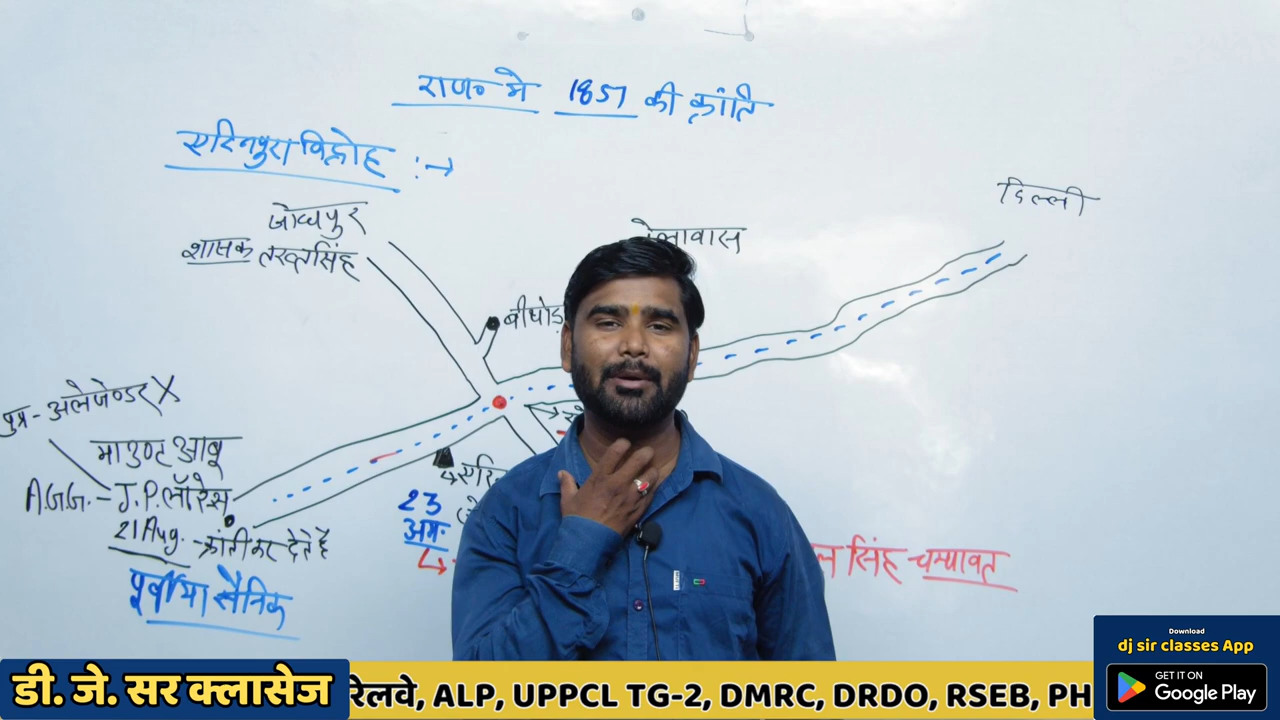 राज० मे 1857 की क्रांति
एरिनपुरा विद्रोह :→
दिल्ली
जोधपुर
शासक तख्तसिंह
लावास
बीथोड़
पुत्र - अलेजेण्डर X
माउण्ट आबू
A.G.G. - J.P. लॉरेंस
21 Aug. - क्रांती कर देते है
पूर्बीया सैनिक
एरि
23
अग.
ल सिंह चम्पावत
डी. जे. सर क्लासेज
रेलवे, ALP, UPPCL TG-2, DMRC, DRDO, RSEB, PH
Download
dj sir classes App
GET IT ON
Google Play